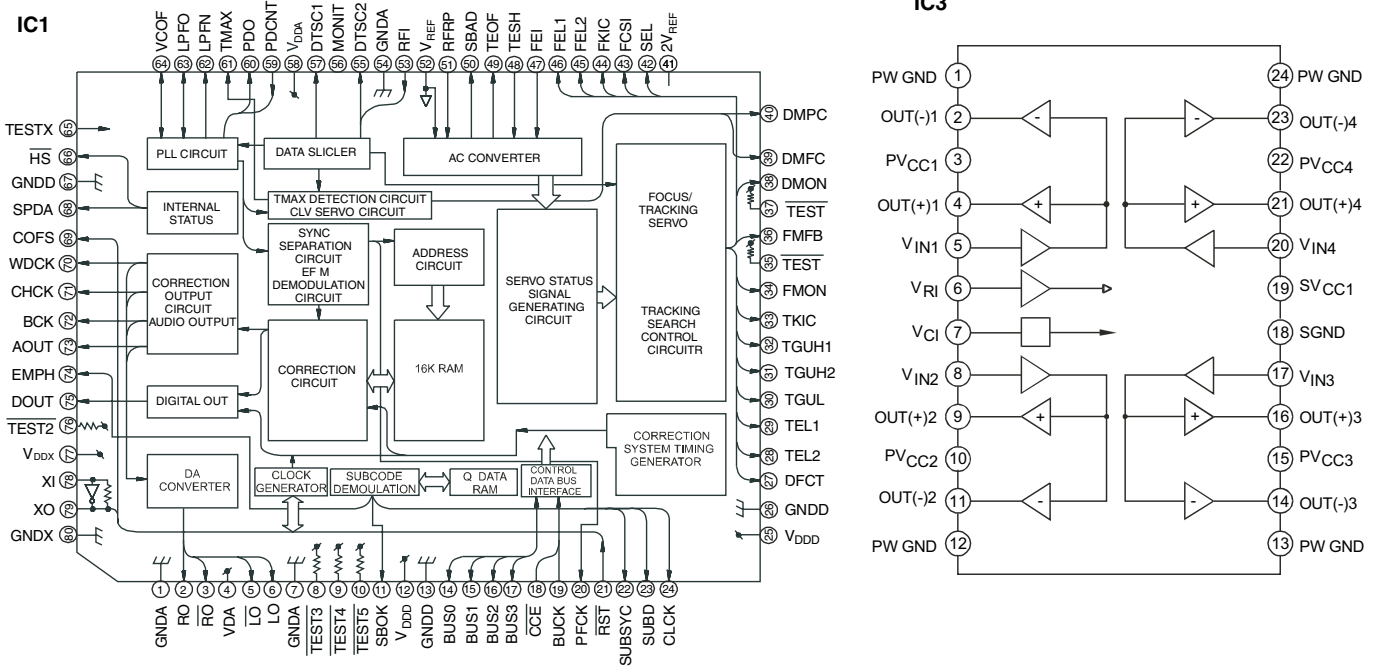 IC1
IC3
VCOF
LPFO
LPFN
TMAX
PDO
PDCNT
VDDA
DTSC1
MONIT
DTSC2
GNDA
RFI
VREF
RFRP
SBAD
TEOF
TESH
FEI
FEL1
FEL2
FKIC
FCSI
SEL
2VREF
64
63
62
61
60
59
58
57
56
55
54
53
52
51
50
49
48
47
46
45
44
43
42
41
TESTX 65
HS 66
GNDD 67
SPDA 68
COFS 69
WDCK 70
CHCK 71
BCK 72
AOUT 73
EMPH 74
DOUT 75
TEST2 76
VDDX 77
XI 78
XO 79
GNDX 80
PLL CIRCUIT
DATA SLICLER
AC CONVERTER
TMAX DETECTION CIRCUIT
CLV SERVO CIRCUIT
INTERNAL
STATUS
SYNC
SEPARATION
CIRCUIT
EF M
DEMODULATION
CIRCUIT
ADDRESS
CIRCUIT
CORRECTION
OUTPUT
CIRCUIT
AUDIO OUTPUT
SERVO STATUS
SIGNAL
GENERATING
CIRCUIT
FOCUS/
TRACKING
SERVO
TRACKING
SEARCH
CONTROL
CIRCUITR
CORRECTION
CIRCUIT
16K RAM
DIGITAL OUT
DA
CONVERTER
CLOCK
GENERATOR
SUBCODE
DEMOULATION
Q DATA
RAM
CONTROL
DATA BUS
INTERFACE
CORRECTION
SYSTEM TIMING
GENERATOR
40 DMPC
39 DMFC
38 DMON
37 TEST
36 FMFB
35 TEST
34 FMON
33 TKIC
32 TGUH1
31 TGUH2
30 TGUL
29 TEL1
28 TEL2
27 DFCT
26 GNDD
25 VDDD
1
2
3
4
5
6
7
8
9
10
11
12
13
14
15
16
17
18
19
20
21
22
23
24
GNDA
RO
RO
VDA
LO
LO
GNDA
TEST3
TEST4
TEST5
SBOK
VDDD
GNDD
BUS0
BUS1
BUS2
BUS3
CCE
BUCK
PFCK
RST
SUBSYC
SUBD
CLCK
PW GND 1
OUT(-)1 2
PVCC1 3
OUT(+)1 4
VIN1 5
VRI 6
VCI 7
VIN2 8
OUT(+)2 9
PVCC2 10
OUT(-)2 11
PW GND 12
-
+
+
-
-
+
+
-
24 PW GND
23 OUT(-)4
22 PVCC4
21 OUT(+)4
20 VIN4
19 SVCC1
18 SGND
17 VIN3
16 OUT(+)3
15 PVCC3
14 OUT(-)3
13 PW GND